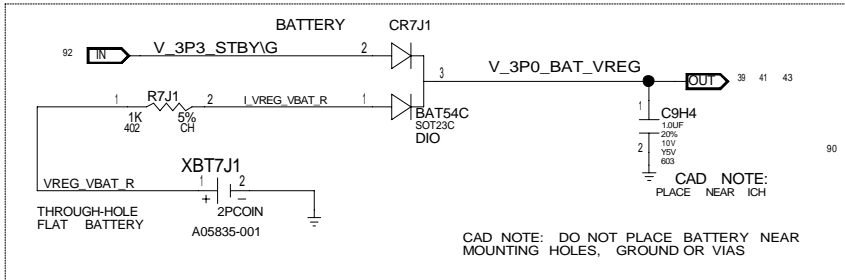 BATTERY CR7J1
92 IN V_3P3_STBY\G 2
3 V_3P0_BAT_VREG OUT 39 41 43
1 R7J1 2 I_VREG_VBAT_R 1
1K 5%
402 CH
BAT54C
SOT23C
DIO
1 C9H4
1.0UF
20%
10V
2 Y5V
603
90
XBT7J1
VREG_VBAT_R 1 2
+ −
2PCOIN
A05835-001
THROUGH-HOLE
FLAT BATTERY
CAD NOTE:
PLACE NEAR ICH
CAD NOTE: DO NOT PLACE BATTERY NEAR
MOUNTING HOLES, GROUND OR VIAS